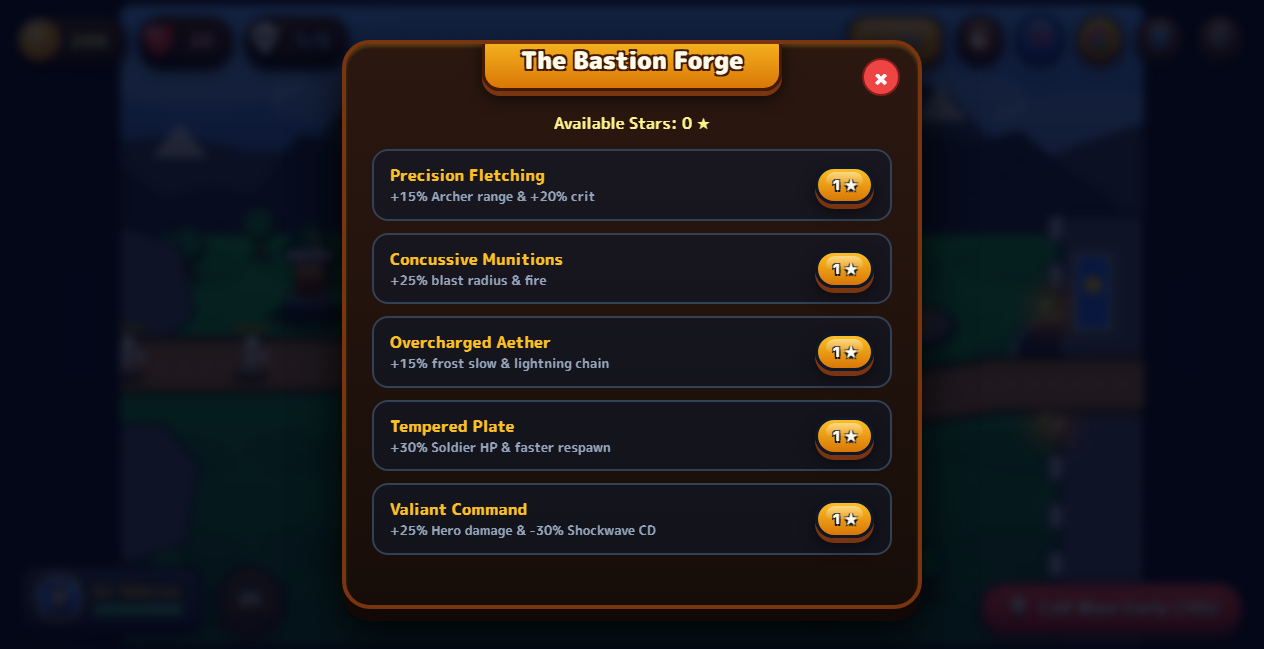 The Bastion Forge
Available Stars: 0 ★
Precision Fletching
+15% Archer range & +20% crit
1 ★
Concussive Munitions
+25% blast radius & fire
1 ★
Overcharged Aether
+15% frost slow & lightning chain
1 ★
Tempered Plate
+30% Soldier HP & faster respawn
1 ★
Valiant Command
+25% Hero damage & -30% Shockwave CD
1 ★